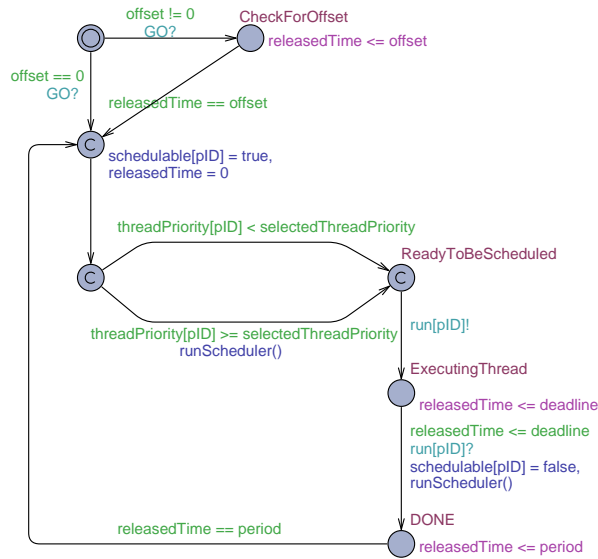 offset != 0
CheckForOffset
GO?
releasedTime <= offset
offset == 0
GO?
releasedTime == offset
C
schedulable[pID] = true,
releasedTime = 0
threadPriority[pID] < selectedThreadPriority
ReadyToBeScheduled
C
C
threadPriority[pID] >= selectedThreadPriority
runScheduler()
run[pID]!
ExecutingThread
releasedTime <= deadline
releasedTime <= deadline
run[pID]?
schedulable[pID] = false,
runScheduler()
releasedTime == period
DONE
releasedTime <= period